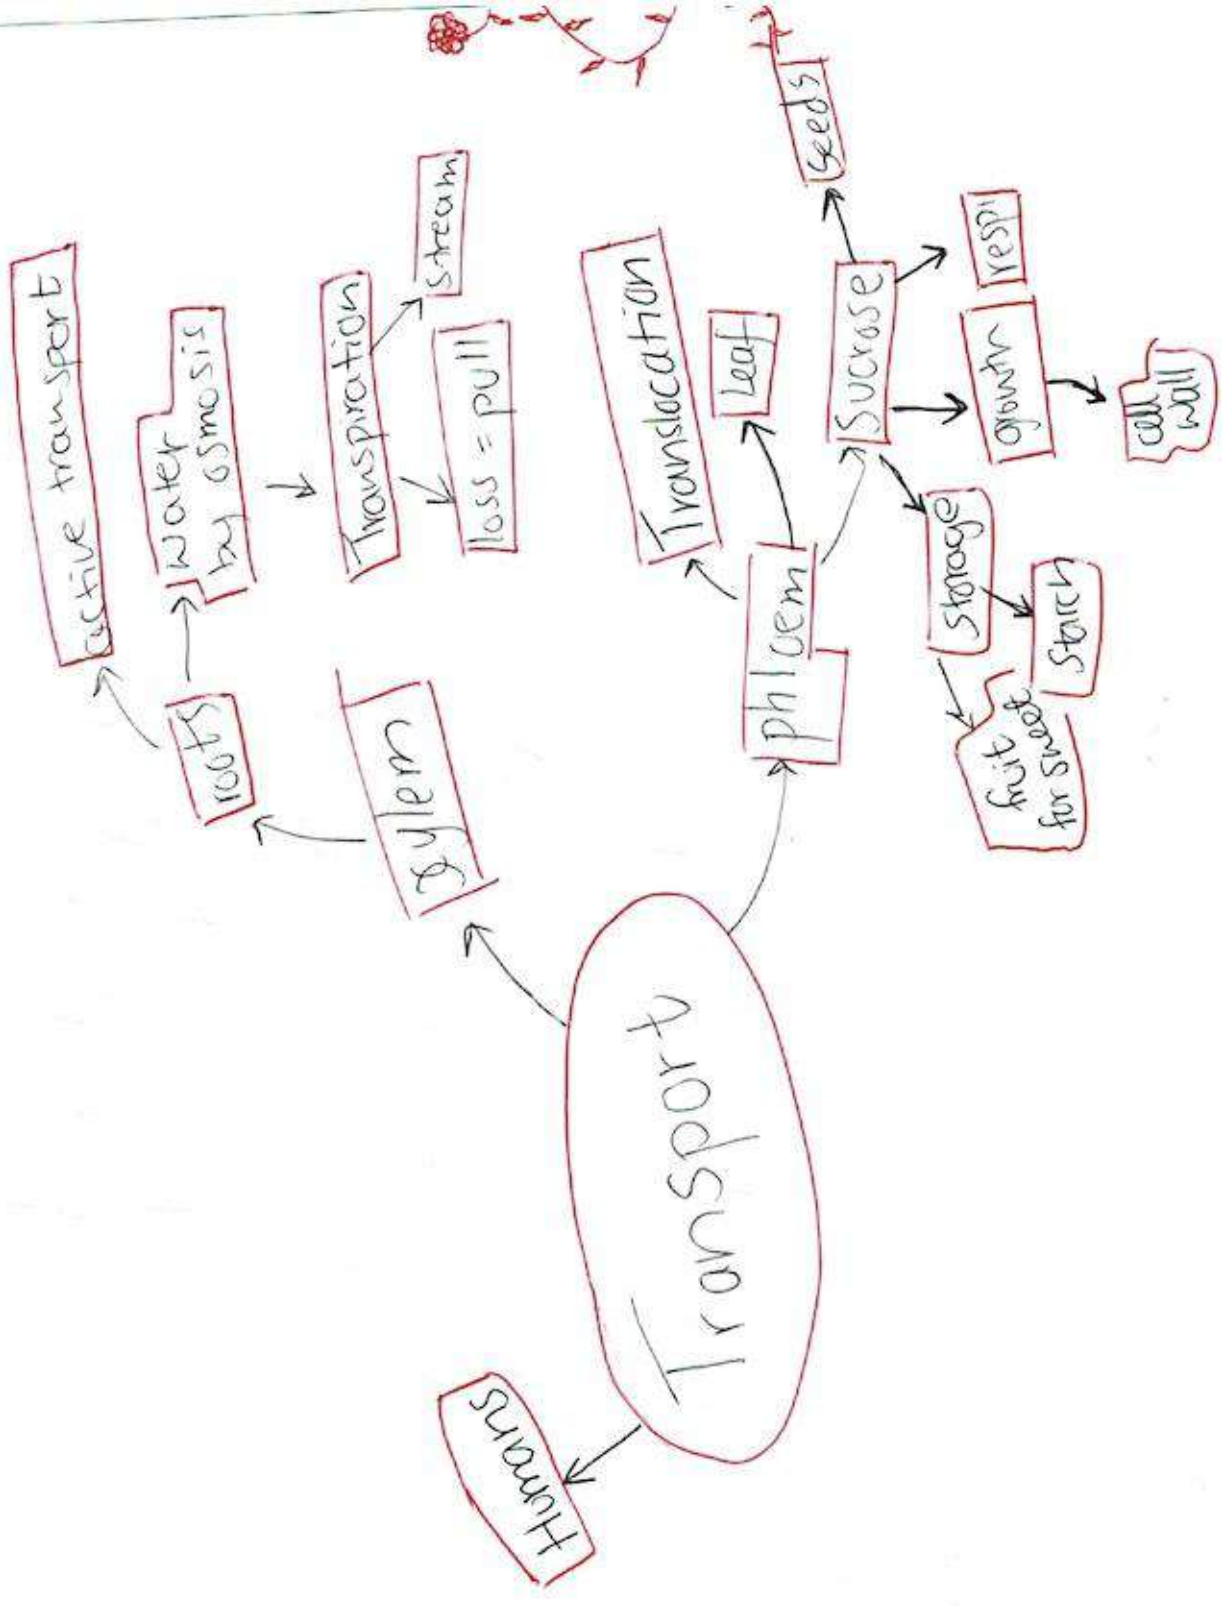 Transport
Humans
xylem
roots
active transport
water
by osmosis
Transpiration
stream
loss = pull
phloem
Translocation
Leaf
sucrose
seeds
respi
growth
cell
wall
storage
starch
fruit
for sweet